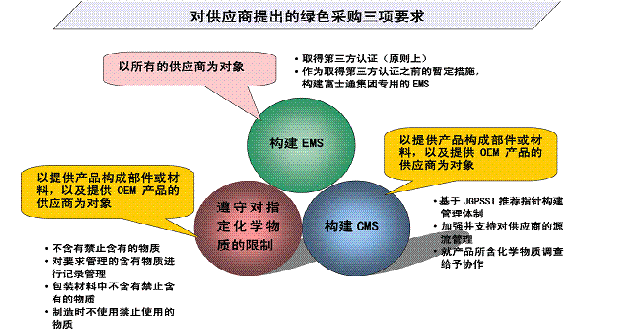 对供应商提出的绿色采购三项要求
以所有的供应商为对象
• 取得第三方认证（原则上）
• 作为取得第三方认证之前的暂定措施，
构建富士通集团专用的 EMS
构建 EMS
以提供产品构成部件或材
料，以及提供 OEM 产品的
供应商为对象
以提供产品构成部件或材
料，以及提供 OEM 产品的
供应商为对象
遵守对指
定化学物
质的限制
构建 CMS
• 基于 JGPSSI 推荐指针构建
管理体制
• 加强并支持对供应商的源
流管理
• 就产品所含化学物质调查
给予协作
• 不含有禁止含有的物质
• 对要求管理的含有物质进
行记录管理
• 包装材料中不含有禁止含
有的物质
• 制造时不使用禁止使用的
物质